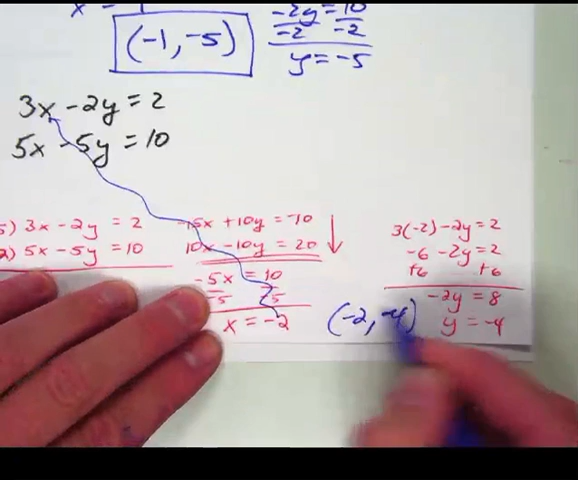 -2y = 10
-2 -2
(-1, -5)
y = -5
3x - 2y = 2
5x - 5y = 10
5) 3x - 2y = 2
2) 5x - 5y = 10
-15x + 10y = -10
10x - 10y = 20
-5x = 10
-5 -5
x = -2
3(-2) - 2y = 2
-6 - 2y = 2
+6 +6
-2y = 8
y = -4
(-2, -4)